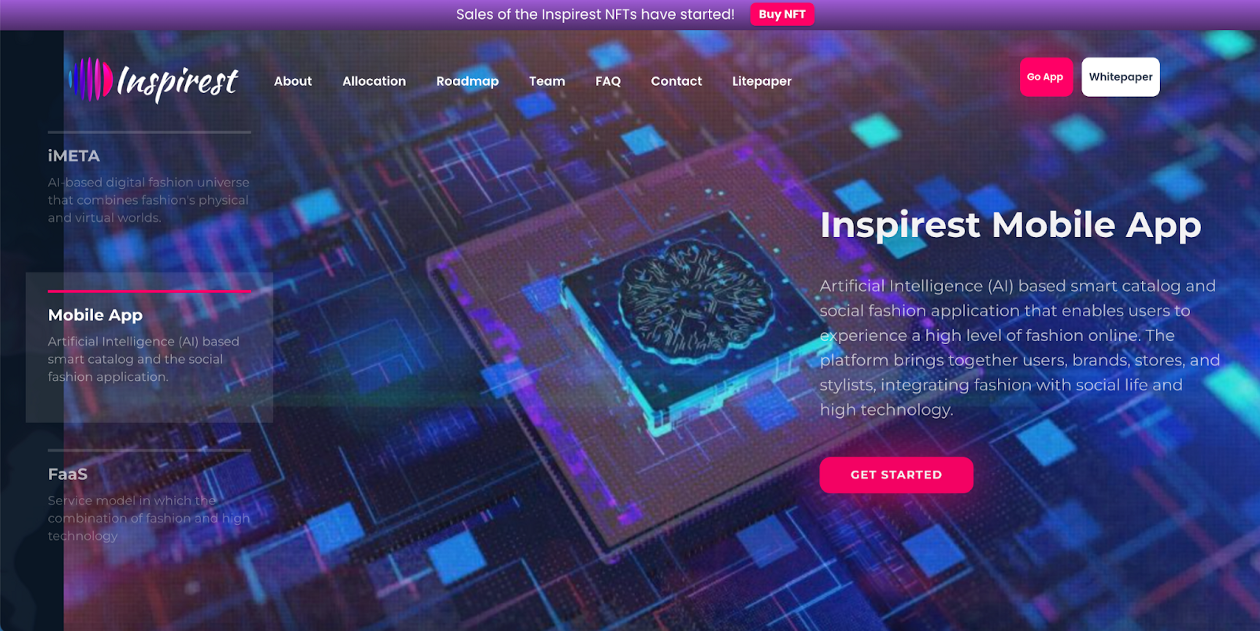 Sales of the Inspirest NFTs have started! Buy NFT
Inspirest About Allocation Roadmap Team FAQ Contact Litepaper Go App Whitepaper
iMETA
AI-based digital fashion universe
that combines fashion's physical
and virtual worlds.
Mobile App
Artificial Intelligence (AI) based
smart catalog and the social
fashion application.
FaaS
Service model in which the
combination of fashion and high
technology
Inspirest Mobile App
Artificial Intelligence (AI) based smart catalog and
social fashion application that enables users to
experience a high level of fashion online. The
platform brings together users, brands, stores, and
stylists, integrating fashion with social life and
high technology.
GET STARTED